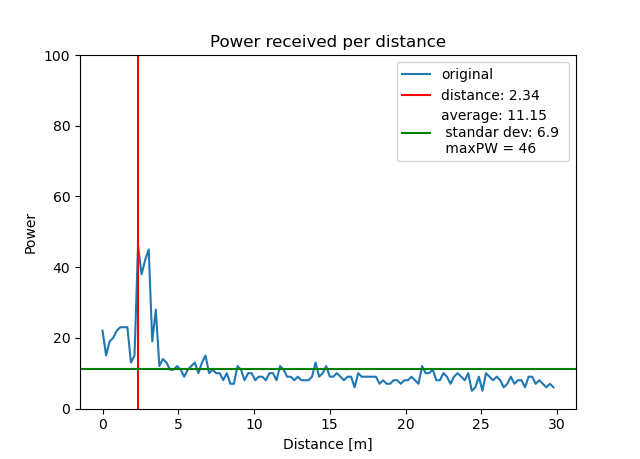 Power received per distance
100
80
60
40
20
0
Power
original
distance: 2.34
average: 11.15
standar dev: 6.9
maxPW = 46
0 5 10 15 20 25 30
Distance [m]